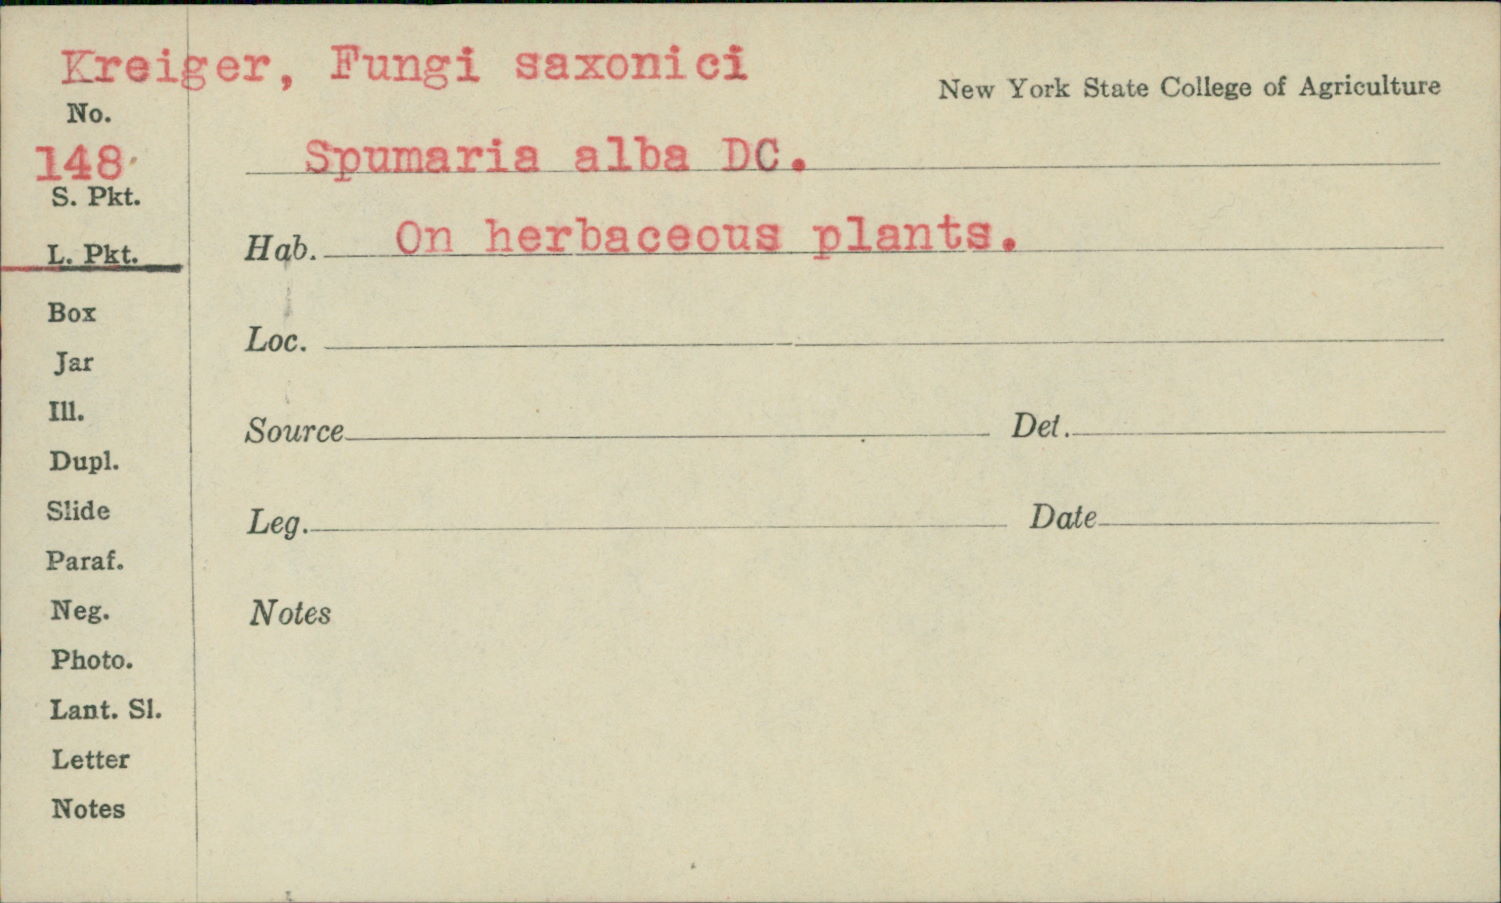 Kreiger, Fungi saxonici
New York State College of Agriculture
No.
148
Spumaria alba DC.
S. Pkt.
Hab. On herbaceous plants.
L. Pkt.
Box
Loc.
Jar
Ill.
Source Det.
Dupl.
Slide
Leg. Date
Paraf.
Neg.
Notes
Photo.
Lant. Sl.
Letter
Notes